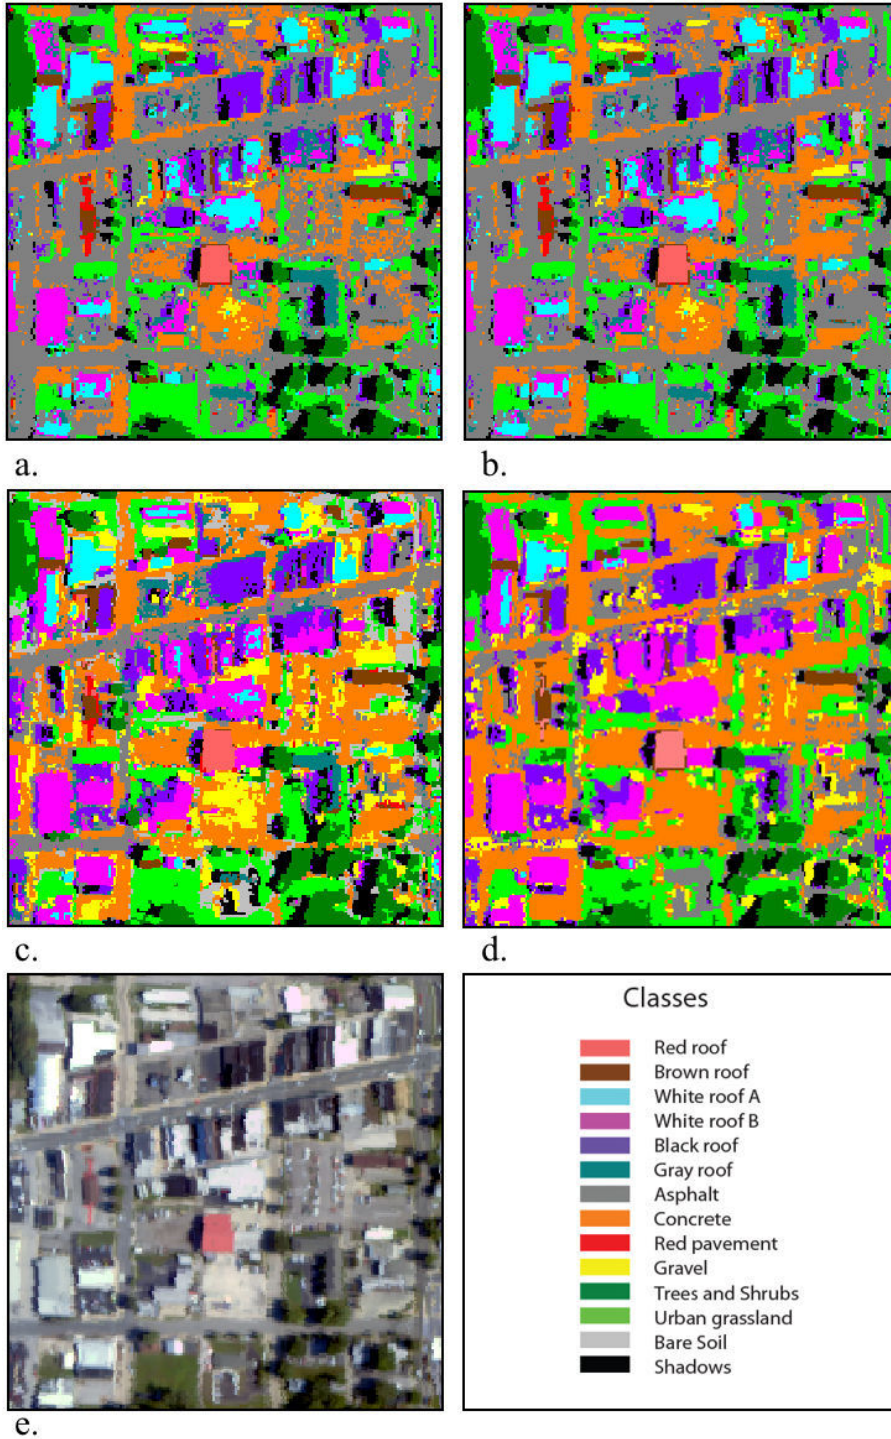 a.
b.
c.
d.
e.
Classes
Red roof
Brown roof
White roof A
White roof B
Black roof
Gray roof
Asphalt
Concrete
Red pavement
Gravel
Trees and Shrubs
Urban grassland
Bare Soil
Shadows